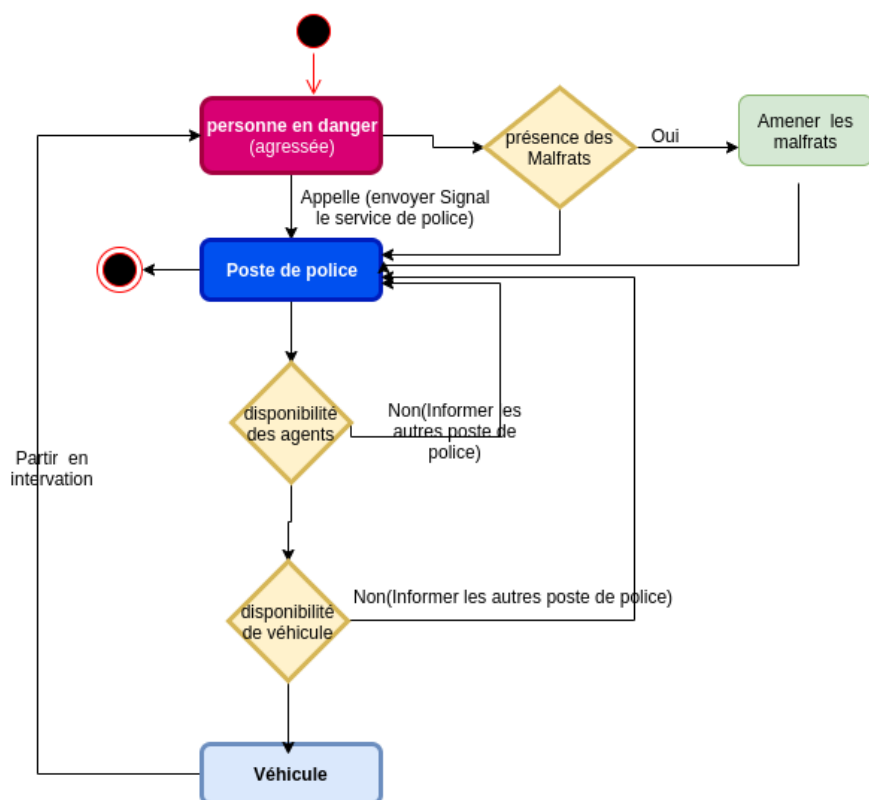 personne en danger
(agressée)
présence des
Malfrats
Oui
Amener les
malfrats
Appelle (envoyer Signal
le service de police)
Poste de police
disponibilité
des agents
Non(Informer les
autres poste de
police)
Partir en
intervation
disponibilité
de véhicule
Non(Informer les autres poste de police)
Véhicule